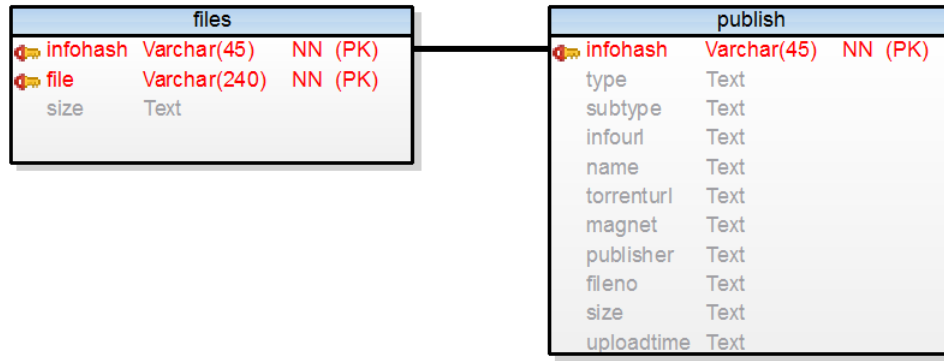 files
infohash Varchar(45) NN (PK)
file Varchar(240) NN (PK)
size Text
publish
infohash Varchar(45) NN (PK)
type Text
subtype Text
infourl Text
name Text
torrenturl Text
magnet Text
publisher Text
fileno Text
size Text
uploadtime Text